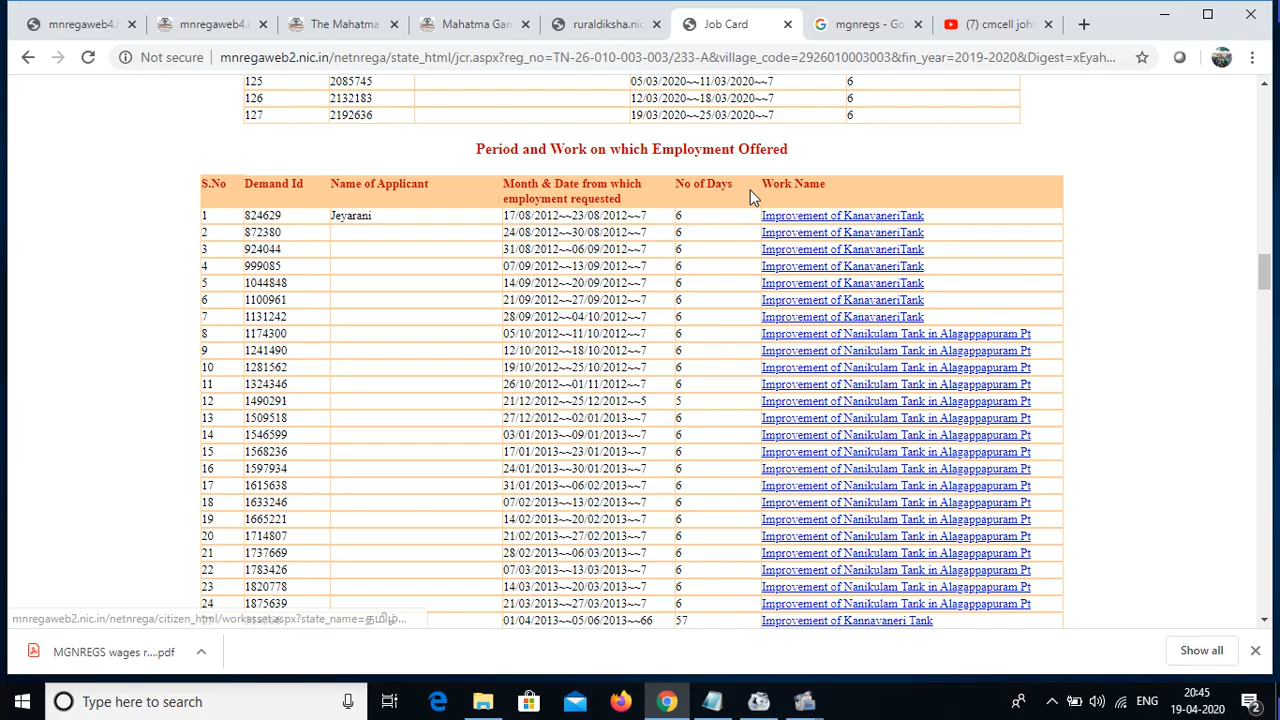 mnregaweb4.
mnregaweb4.
The Mahatma
Mahatma Gan
ruraldiksha.nic
Job Card
mgnregs - Go
(7) cmcell joh
Not secure
mnregaweb2.nic.in/netnrega/state_html/jcr.aspx?reg_no=TN-26-010-003-003/233-A&village_code=2926010003003&fin_year=2019-2020&Digest=xEyah...
125 2085745 05/03/2020~~11/03/2020~~7 6
126 2132183 12/03/2020~~18/03/2020~~7 6
127 2192636 19/03/2020~~25/03/2020~~7 6
Period and Work on which Employment Offered
S.No Demand Id Name of Applicant Month & Date from which employment requested No of Days Work Name
1 824629 Jeyarani 17/08/2012~~23/08/2012~~7 6 Improvement of KanavaneriTank
2 872380 24/08/2012~~30/08/2012~~7 6 Improvement of KanavaneriTank
3 924044 31/08/2012~~06/09/2012~~7 6 Improvement of KanavaneriTank
4 999085 07/09/2012~~13/09/2012~~7 6 Improvement of KanavaneriTank
5 1044848 14/09/2012~~20/09/2012~~7 6 Improvement of KanavaneriTank
6 1100961 21/09/2012~~27/09/2012~~7 6 Improvement of KanavaneriTank
7 1131242 28/09/2012~~04/10/2012~~7 6 Improvement of KanavaneriTank
8 1174300 05/10/2012~~11/10/2012~~7 6 Improvement of Nanikulam Tank in Alagappapuram Pt
9 1241490 12/10/2012~~18/10/2012~~7 6 Improvement of Nanikulam Tank in Alagappapuram Pt
10 1281562 19/10/2012~~25/10/2012~~7 6 Improvement of Nanikulam Tank in Alagappapuram Pt
11 1324346 26/10/2012~~01/11/2012~~7 6 Improvement of Nanikulam Tank in Alagappapuram Pt
12 1490291 21/12/2012~~25/12/2012~~5 5 Improvement of Nanikulam Tank in Alagappapuram Pt
13 1509518 27/12/2012~~02/01/2013~~7 6 Improvement of Nanikulam Tank in Alagappapuram Pt
14 1546599 03/01/2013~~09/01/2013~~7 6 Improvement of Nanikulam Tank in Alagappapuram Pt
15 1568236 17/01/2013~~23/01/2013~~7 6 Improvement of Nanikulam Tank in Alagappapuram Pt
16 1597934 24/01/2013~~30/01/2013~~7 6 Improvement of Nanikulam Tank in Alagappapuram Pt
17 1615638 31/01/2013~~06/02/2013~~7 6 Improvement of Nanikulam Tank in Alagappapuram Pt
18 1633246 07/02/2013~~13/02/2013~~7 6 Improvement of Nanikulam Tank in Alagappapuram Pt
19 1665221 14/02/2013~~20/02/2013~~7 6 Improvement of Nanikulam Tank in Alagappapuram Pt
20 1714807 21/02/2013~~27/02/2013~~7 6 Improvement of Nanikulam Tank in Alagappapuram Pt
21 1737669 28/02/2013~~06/03/2013~~7 6 Improvement of Nanikulam Tank in Alagappapuram Pt
22 1783426 07/03/2013~~13/03/2013~~7 6 Improvement of Nanikulam Tank in Alagappapuram Pt
23 1820778 14/03/2013~~20/03/2013~~7 6 Improvement of Nanikulam Tank in Alagappapuram Pt
24 1875639 21/03/2013~~27/03/2013~~7 6 Improvement of Nanikulam Tank in Alagappapuram Pt
01/04/2013~~05/06/2013~~66 57 Improvement of Kannavaneri Tank
mnregaweb2.nic.in/netnrega/citizen_html/workasset.aspx?state_name=தமிழ்...
MGNREGS wages r....pdf
Show all
Type here to search
ENG
20:45
19-04-2020
2